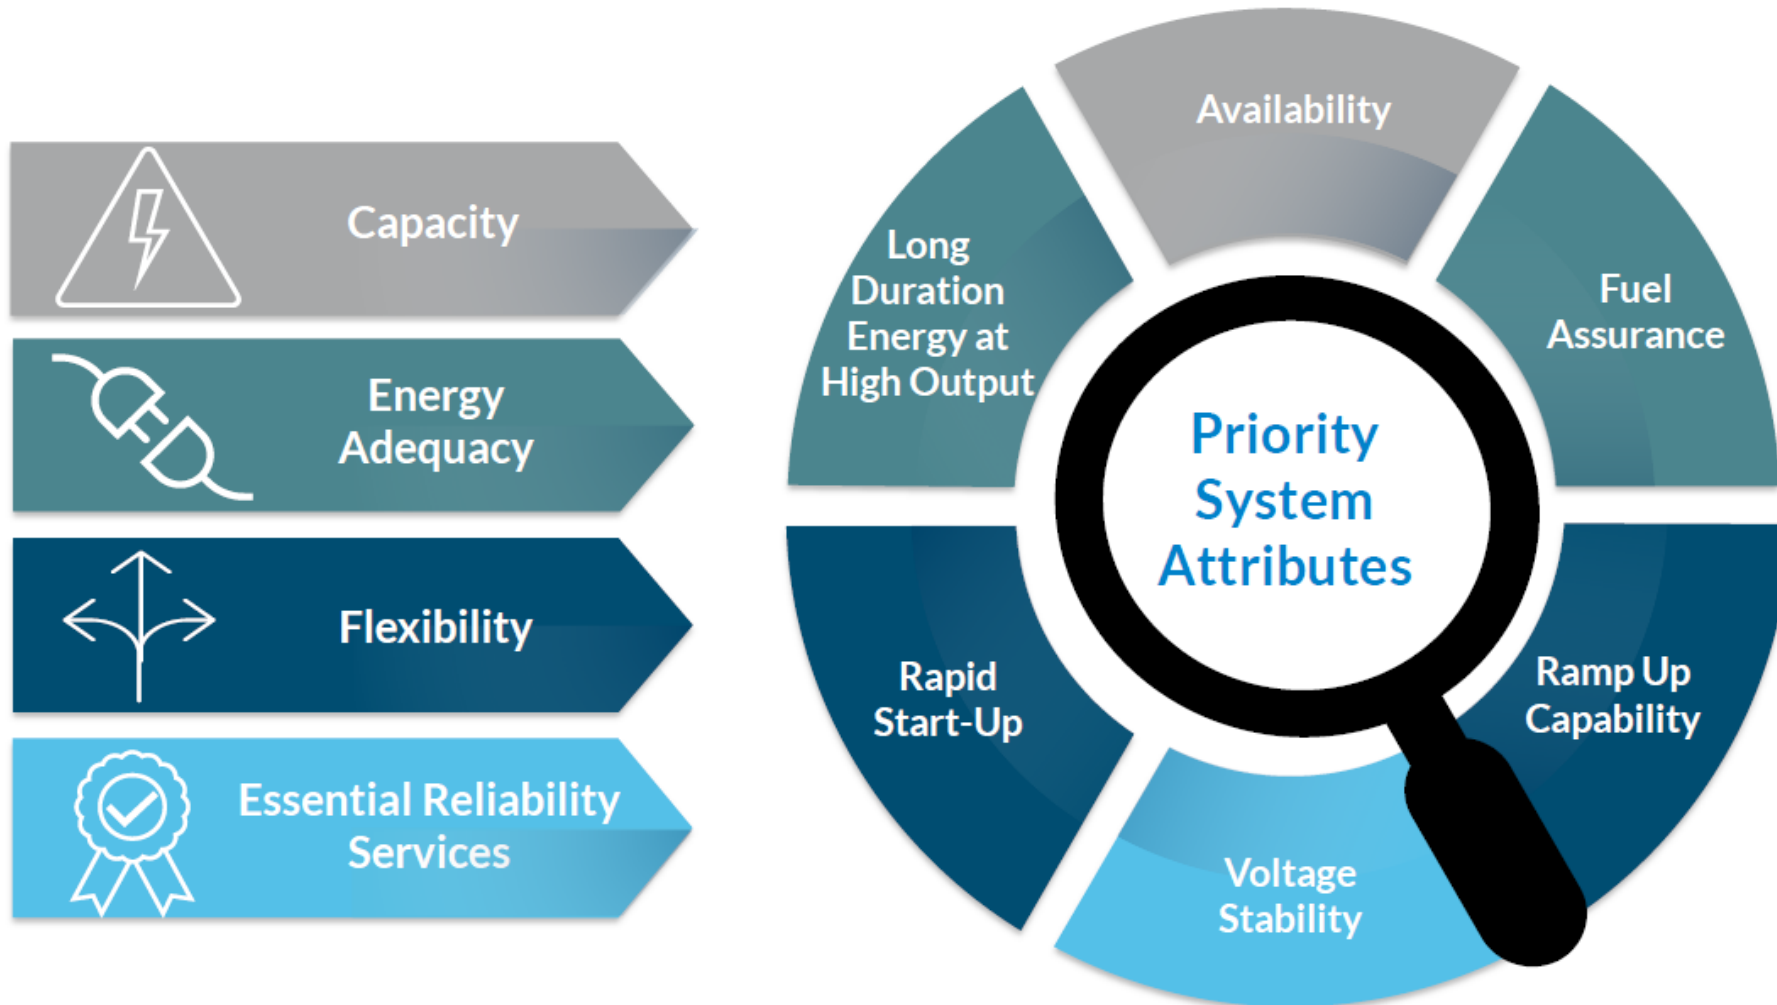 Capacity
Energy
Adequacy
Flexibility
Essential Reliability
Services
Availability
Long
Duration
Energy at
High Output
Fuel
Assurance
Priority
System
Attributes
Rapid
Start-Up
Ramp Up
Capability
Voltage
Stability